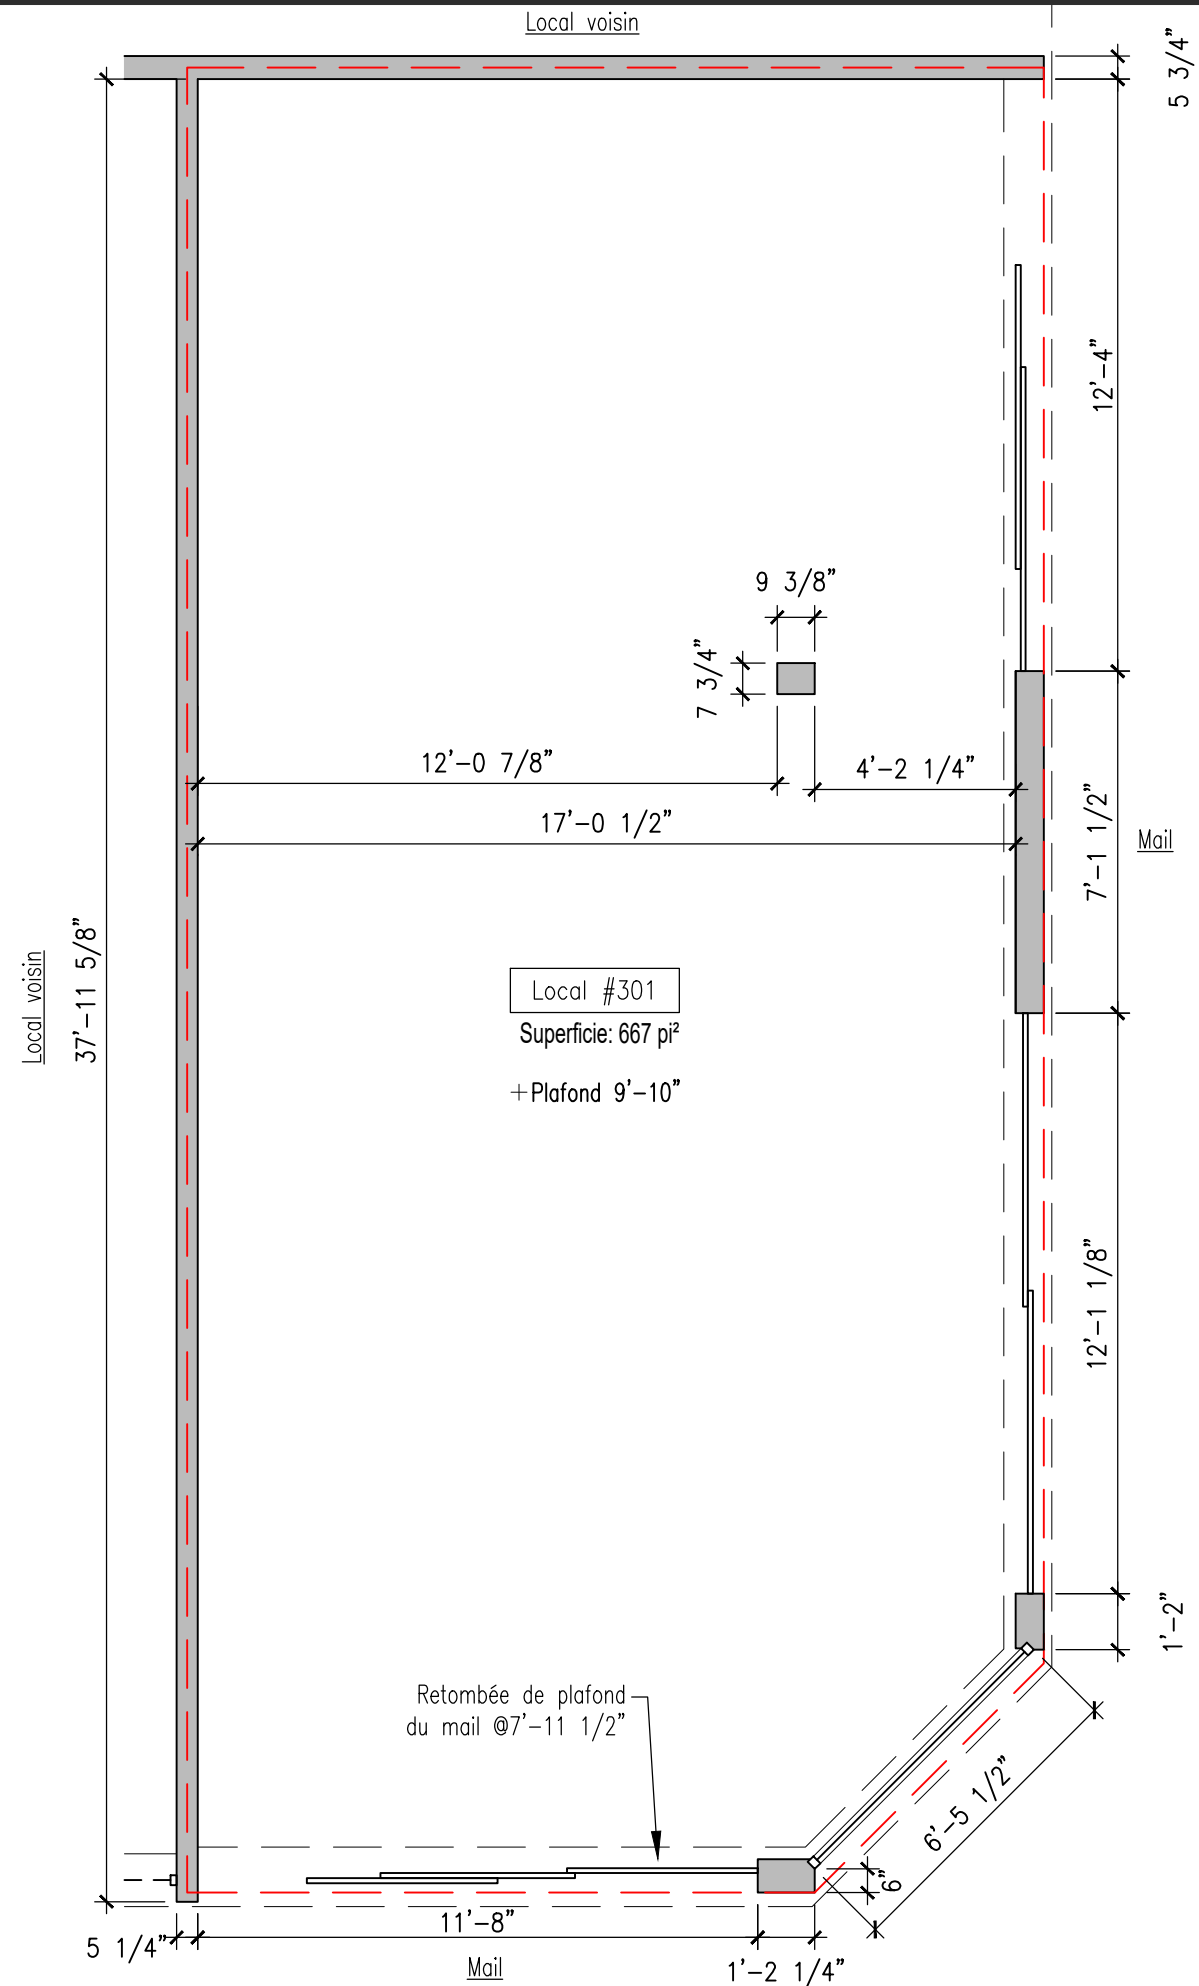 Local voisin
5 3/4”
12’-4”
9 3/8”
7 3/4”
12’-0 7/8”
4’-2 1/4”
17’-0 1/2”
7’-1 1/2”
Mail
Local voisin
37’-11 5/8”
Local #301
Superficie: 667 pi²
+Plafond 9’-10”
12’-1 1/8”
1’-2”
Retombée de plafond
du mail @7’-11 1/2”
6’-5 1/2”
6”
11’-8”
5 1/4”
Mail
1’-2 1/4”